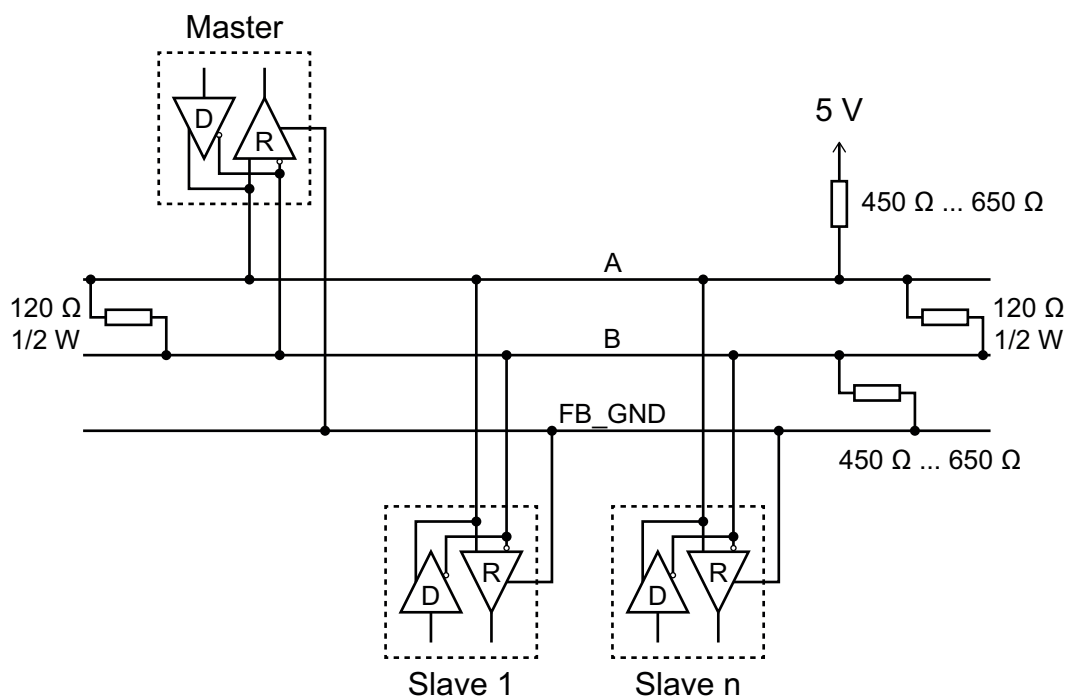 Master
D
R
5 V
450 Ω ... 650 Ω
A
120 Ω
1/2 W
120 Ω
1/2 W
B
FB_GND
450 Ω ... 650 Ω
D
R
D
R
Slave 1
Slave n